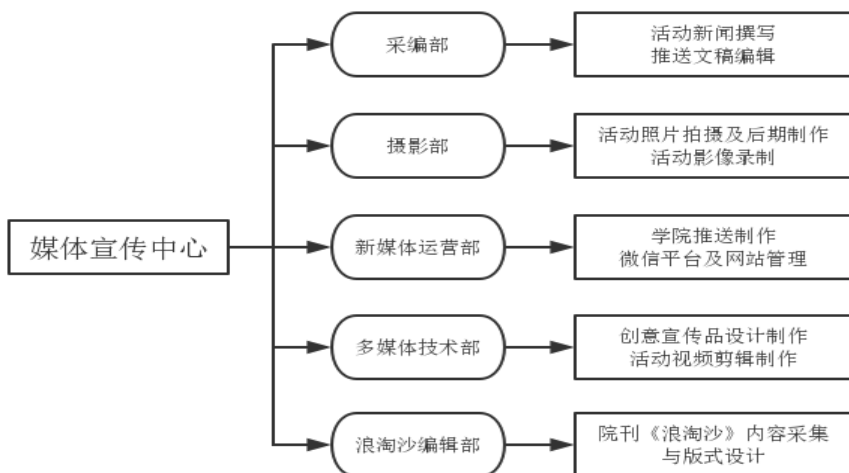 媒体宣传中心
采编部
活动新闻撰写
推送文稿编辑
摄影部
活动照片拍摄及后期制作
活动影像录制
新媒体运营部
学院推送制作
微信平台及网站管理
多媒体技术部
创意宣传品设计制作
活动视频剪辑制作
浪淘沙编辑部
院刊《浪淘沙》内容采集
与版式设计